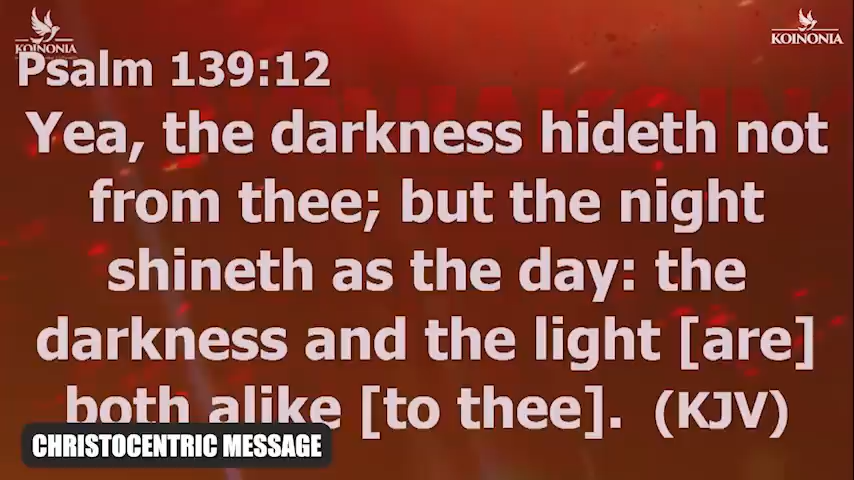 KOINONIA
KOINONIA
Psalm 139:12
Yea, the darkness hideth not
from thee; but the night
shineth as the day: the
darkness and the light [are]
both alike [to thee]. (KJV)
CHRISTOCENTRIC MESSAGE